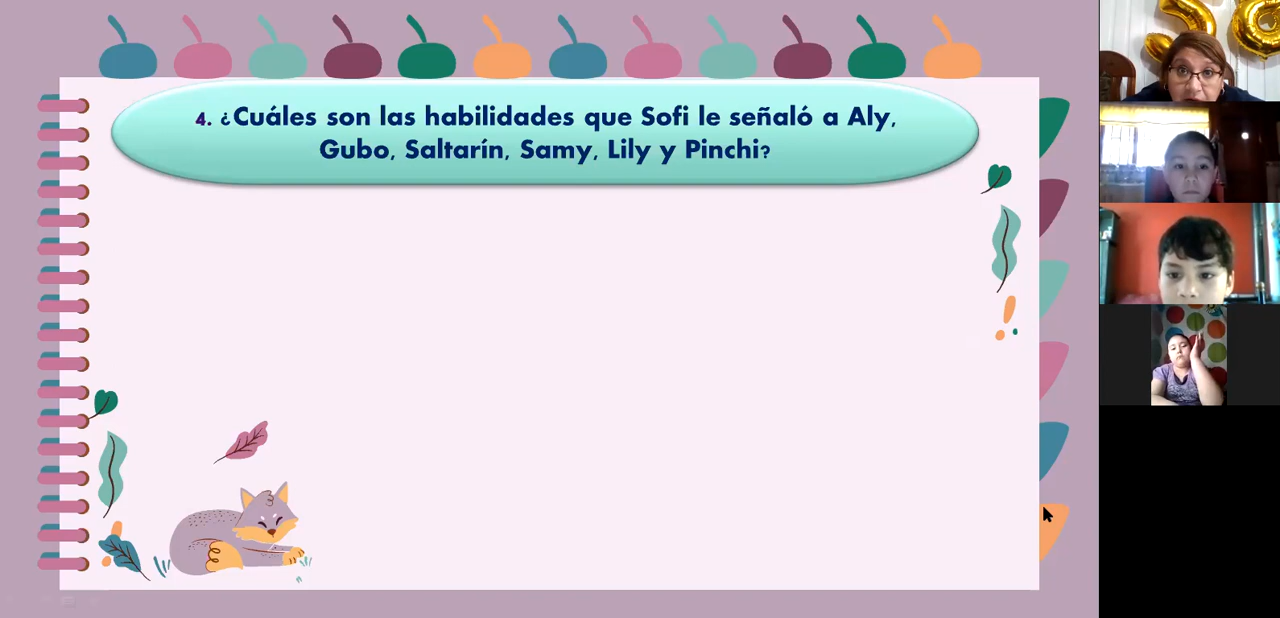 4. ¿Cuáles son las habilidades que Sofi le señaló a Aly,
Gubo, Saltarín, Samy, Lily y Pinchi?